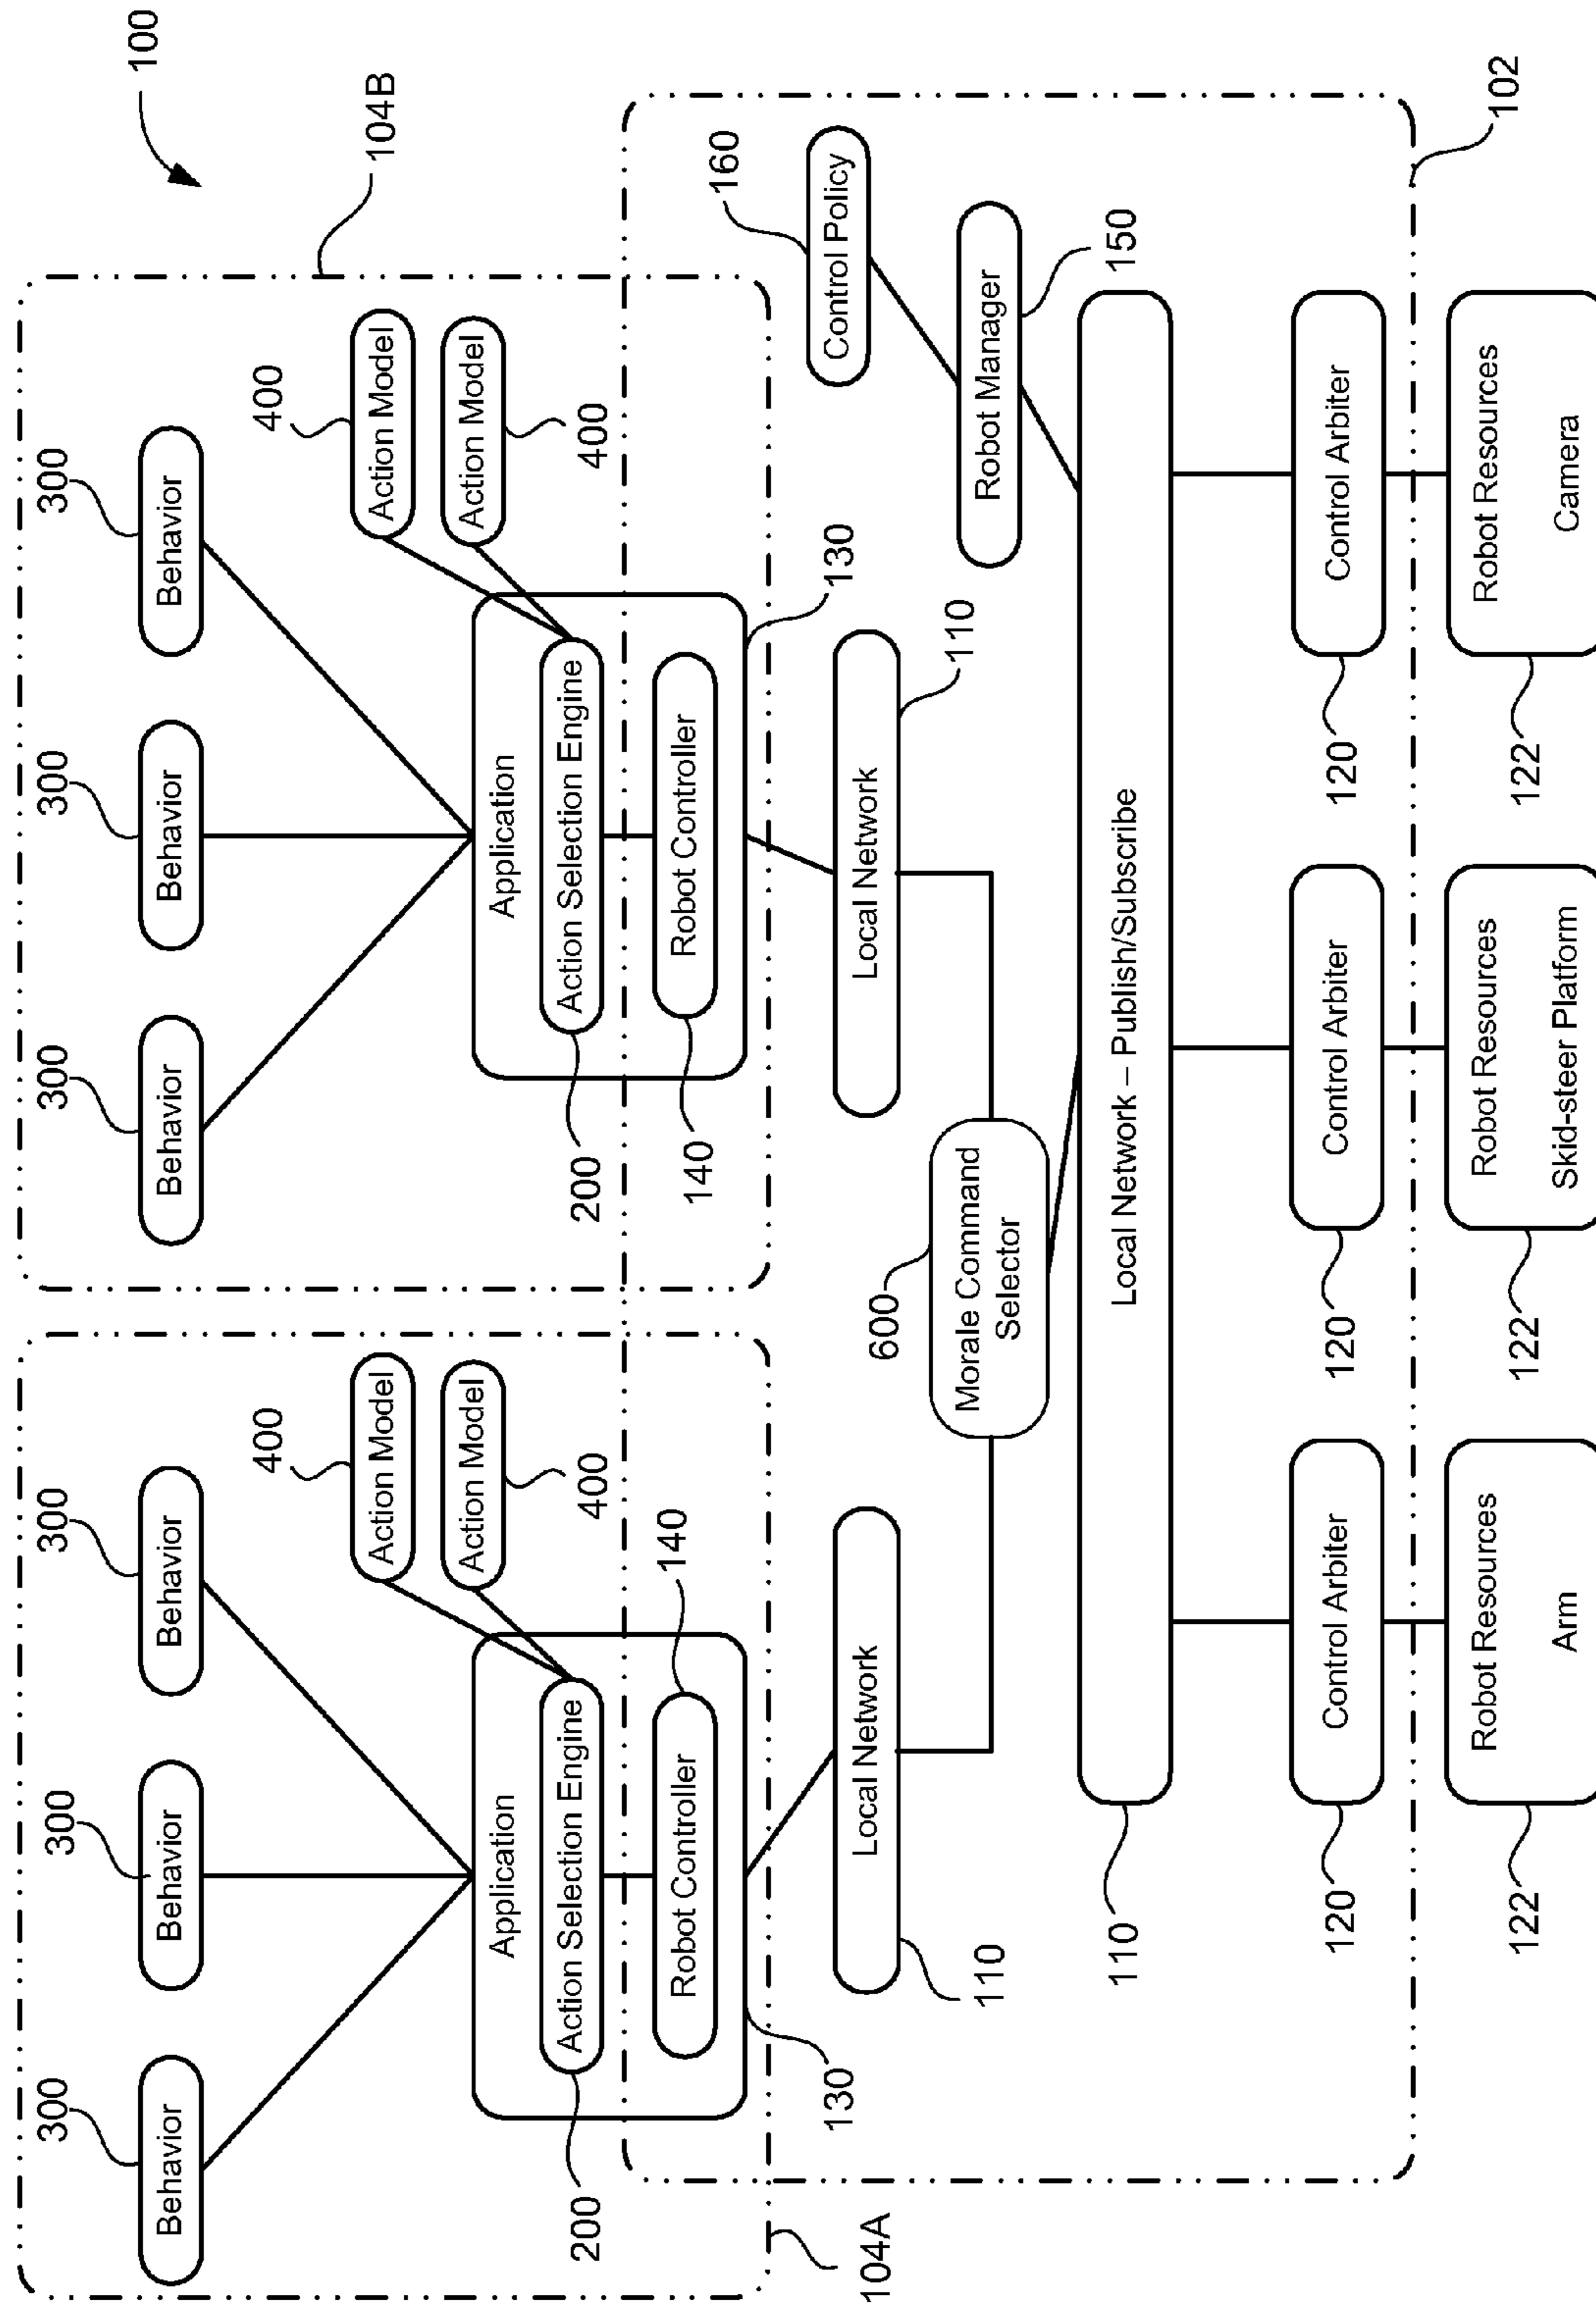 300
300
300
300
300
300
100
Behavior
Behavior
Behavior
Behavior
Behavior
Behavior
400
400
104B
Action Model
Action Model
Action Model
Action Model
Application
Application
200
Action Selection Engine
400
200
Action Selection Engine
400
Robot Controller
140
140
Robot Controller
160
130
130
Control Policy
104A
Local Network
600
Local Network
110
110
Morale Command
Selector
Robot Manager
150
110
Local Network – Publish/Subscribe
120
Control Arbiter
120
Control Arbiter
120
Control Arbiter
102
122
Robot Resources
Arm
122
Robot Resources
Skid-steer Platform
122
Robot Resources
Camera